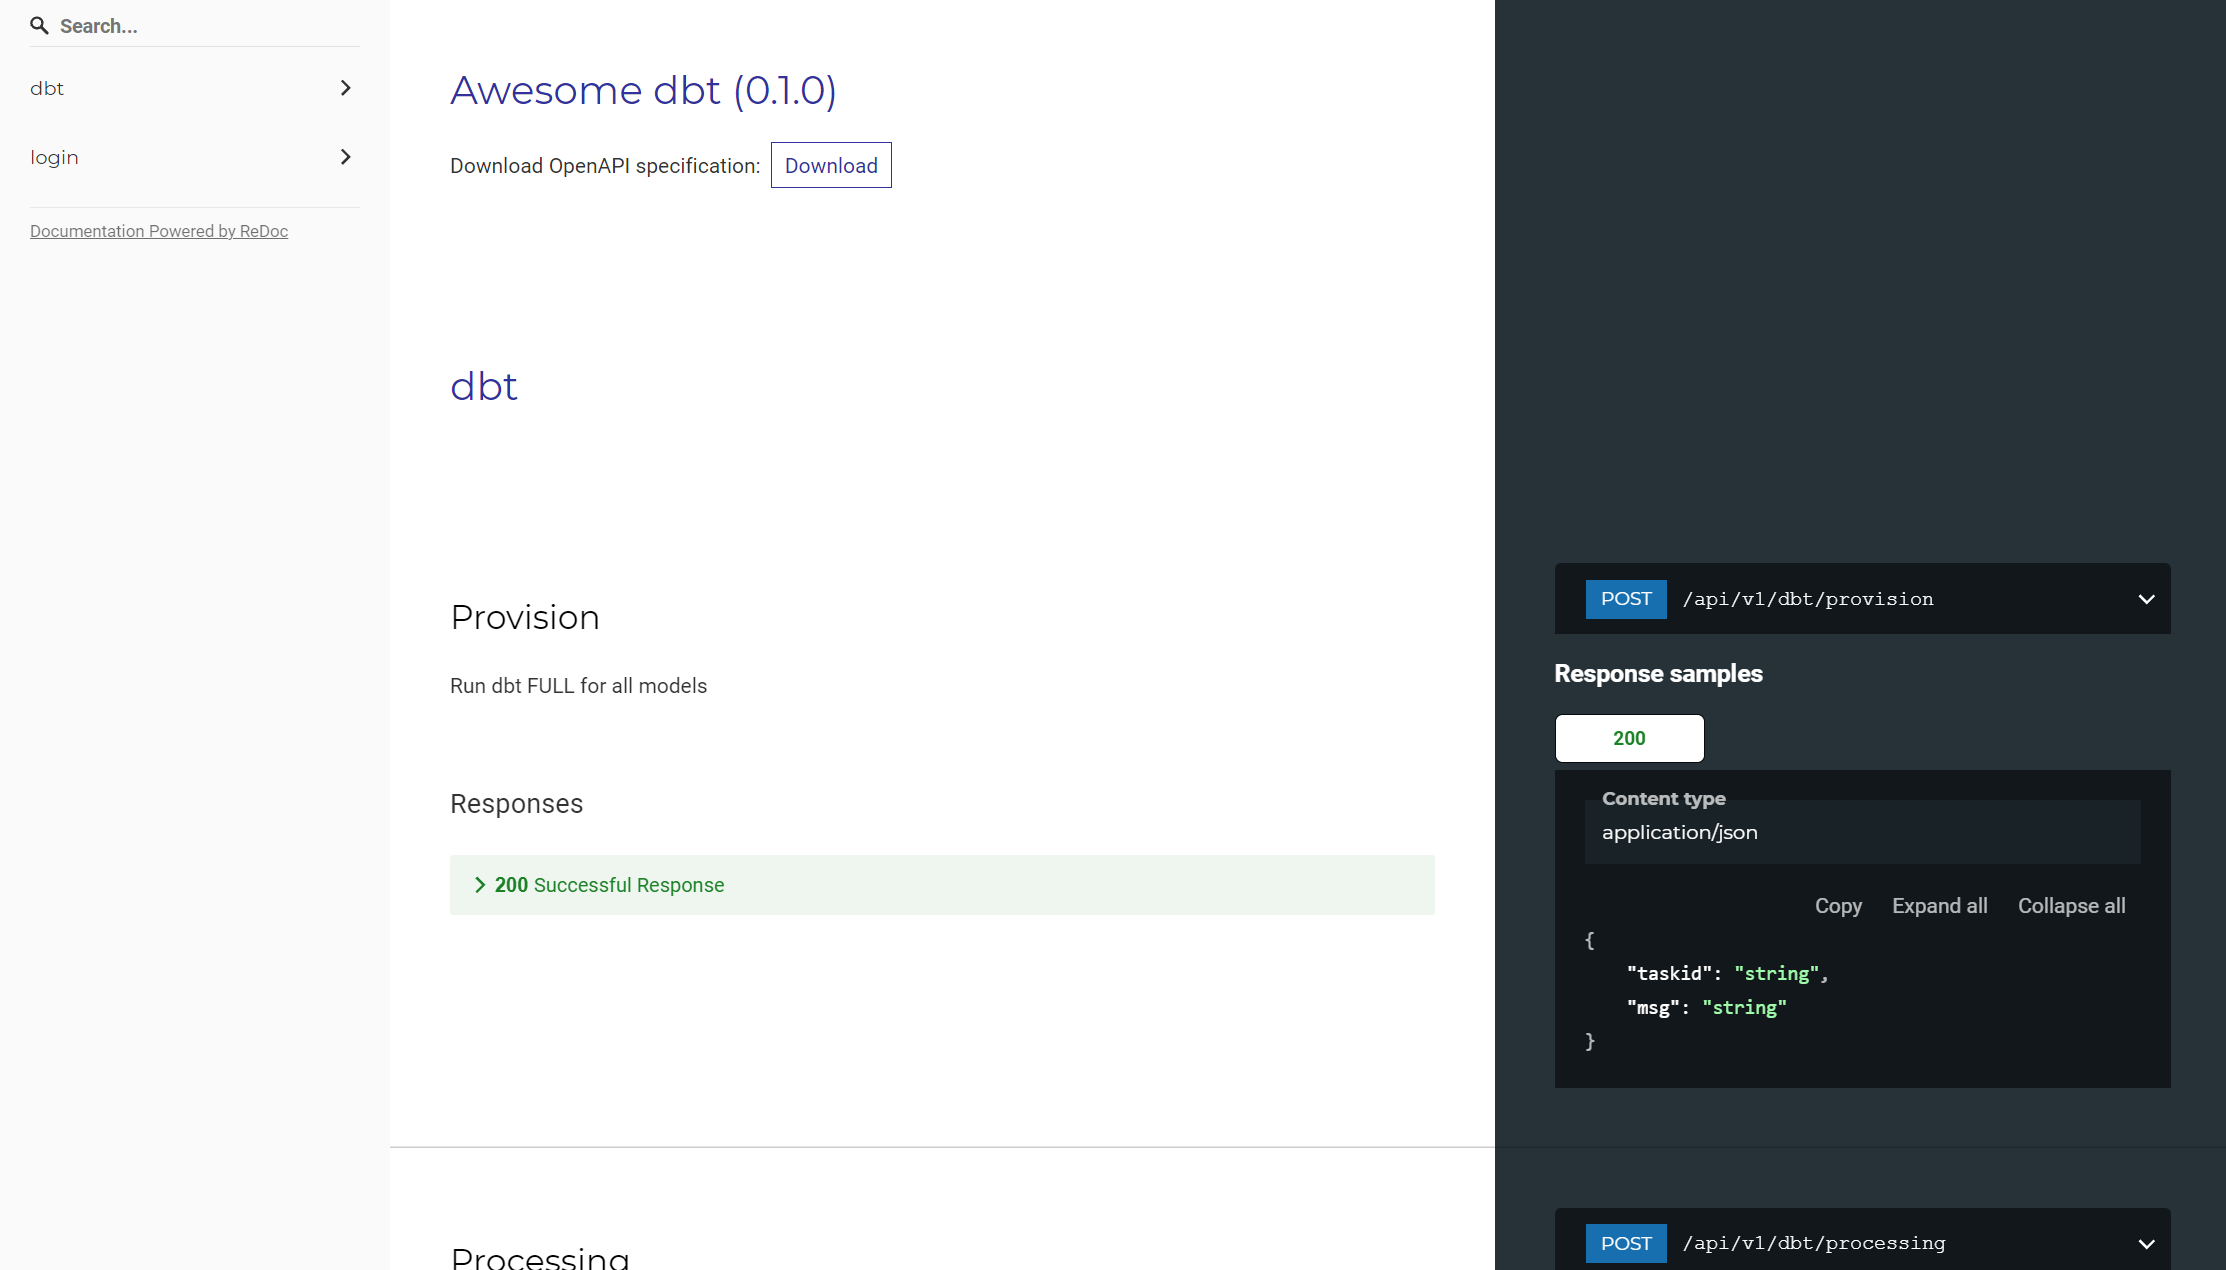 Search...
dbt
login
Documentation Powered by ReDoc
Awesome dbt (0.1.0)
Download OpenAPI specification: Download
dbt
Provision
Run dbt FULL for all models
Responses
200 Successful Response
POST /api/v1/dbt/provision
Response samples
200
Content type
application/json
Copy Expand all Collapse all
{
"taskid": "string",
"msg": "string"
}
Processing
POST /api/v1/dbt/processing